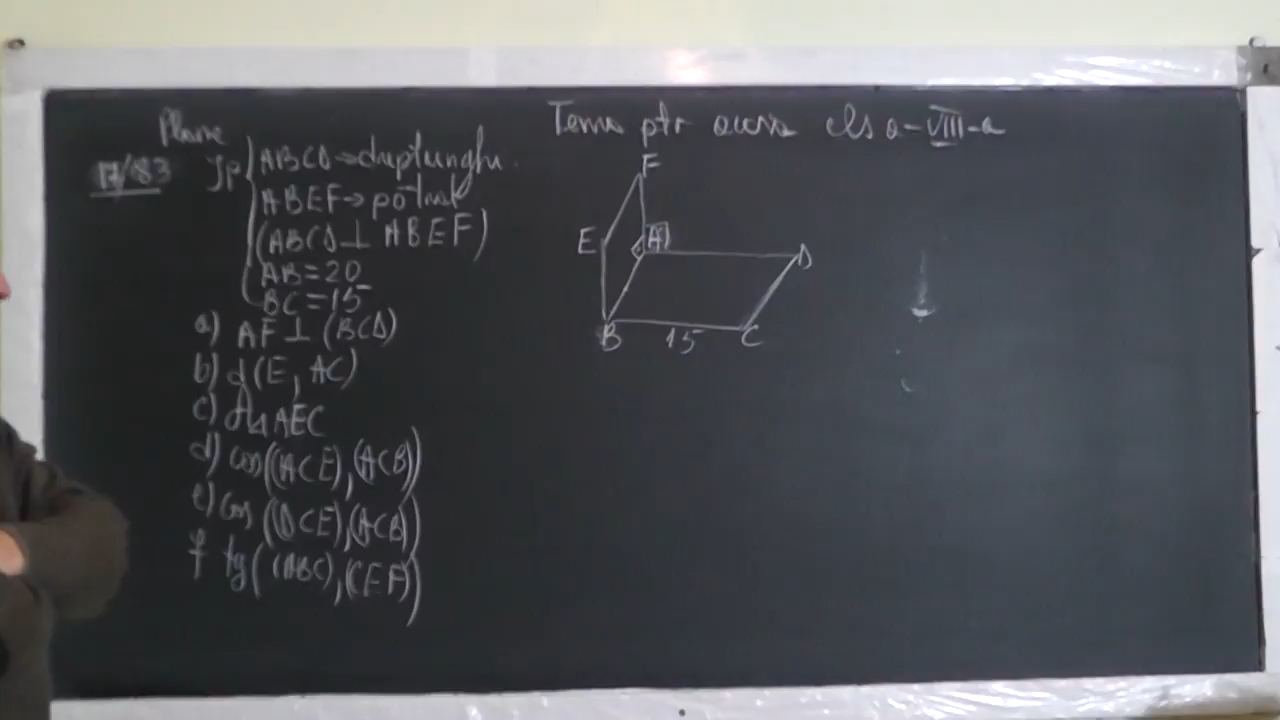 Plane
Tema ptr acasa cls a-VIII-a
17/83 Ip ABCD→dreptunghi.
ABEF→pătrat
(ABCD⊥ABEF)
AB=20
BC=15
a) AF⊥(BCD)
b) d(E, AC)
c) AEC
d) cos((ACE),(ACB))
e) cos((DCE),(ACB))
f tg((ABC),(CEF))
F
E A D
B 15 C